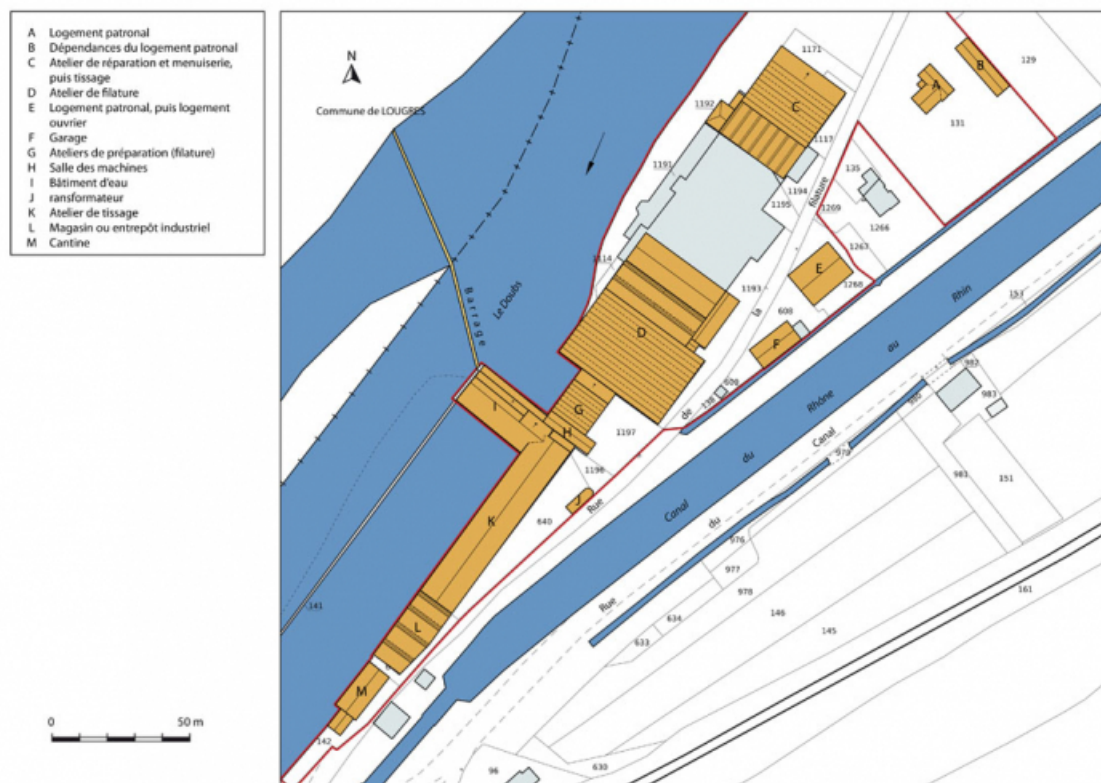 A Logement patronal
B Dépendances du logement patronal
C Atelier de réparation et menuiserie,
puis tissage
D Atelier de filature
E Logement patronal, puis logement
ouvrier
F Garage
G Ateliers de préparation (filature)
H Salle des machines
I Bâtiment d'eau
J ransformateur
K Atelier de tissage
L Magasin ou entrepôt industriel
M Cantine
0 50 m
N
Commune de LOUGRES
Barrage
Le Doubs
1171
1192
C
B
129
A
131
1117
1191
1194
1195
135
1209
1266
1267
1268
filature
la
de
Rue
1114
1193
E
608
D
F
609
138
I
G
H
1197
1196
J
K
640
141
L
M
142
Canal du Rhône au Rhin
Rue du Canal
153
982
983
980
979
981
151
976
977
978
634
633
146
145
161
630
96